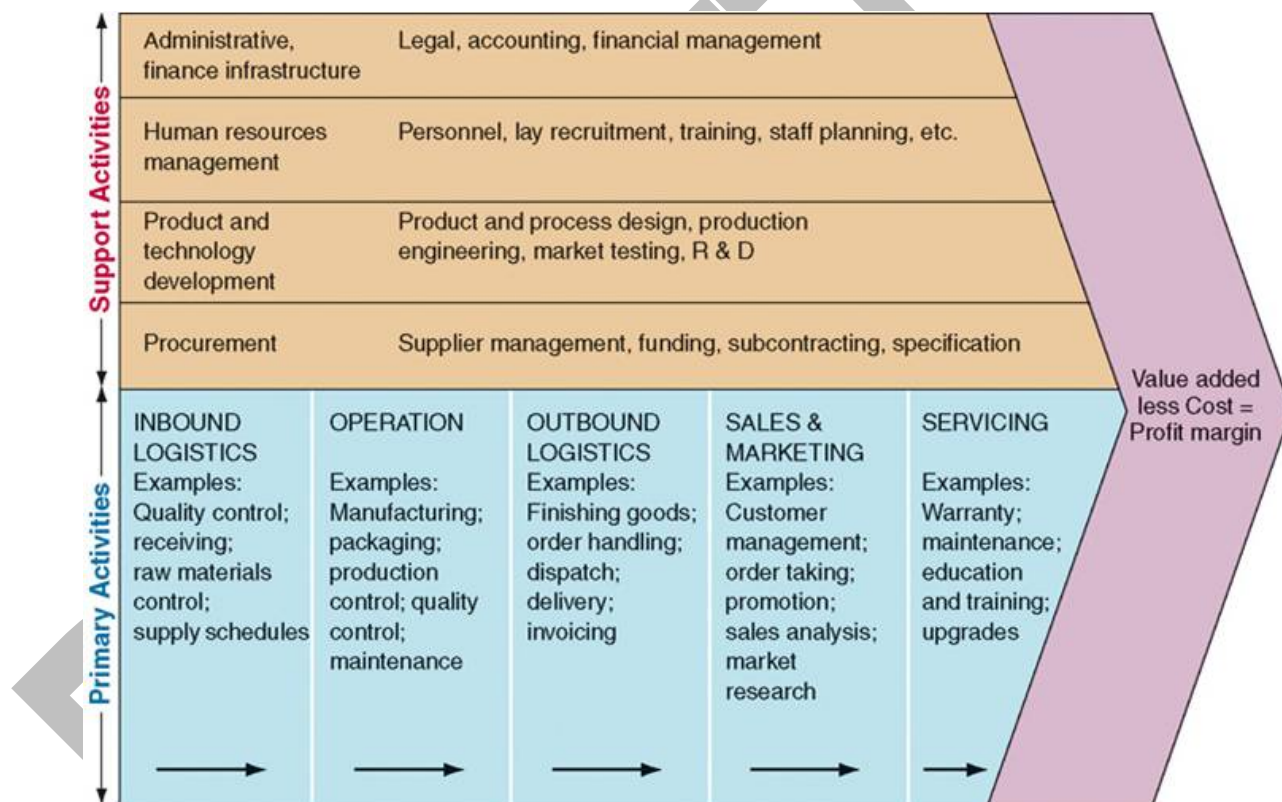 Support Activities
Administrative,
finance infrastructure
Legal, accounting, financial management
Human resources
management
Personnel, lay recruitment, training, staff planning, etc.
Product and
technology
development
Product and process design, production
engineering, market testing, R & D
Procurement
Supplier management, funding, subcontracting, specification
Primary Activities
INBOUND
LOGISTICS
Examples:
Quality control;
receiving;
raw materials
control;
supply schedules
OPERATION
Examples:
Manufacturing;
packaging;
production
control; quality
control;
maintenance
OUTBOUND
LOGISTICS
Examples:
Finishing goods;
order handling;
dispatch;
delivery;
invoicing
SALES &
MARKETING
Examples:
Customer
management;
order taking;
promotion;
sales analysis;
market
research
SERVICING
Examples:
Warranty;
maintenance;
education
and training;
upgrades
Value added
less Cost =
Profit margin